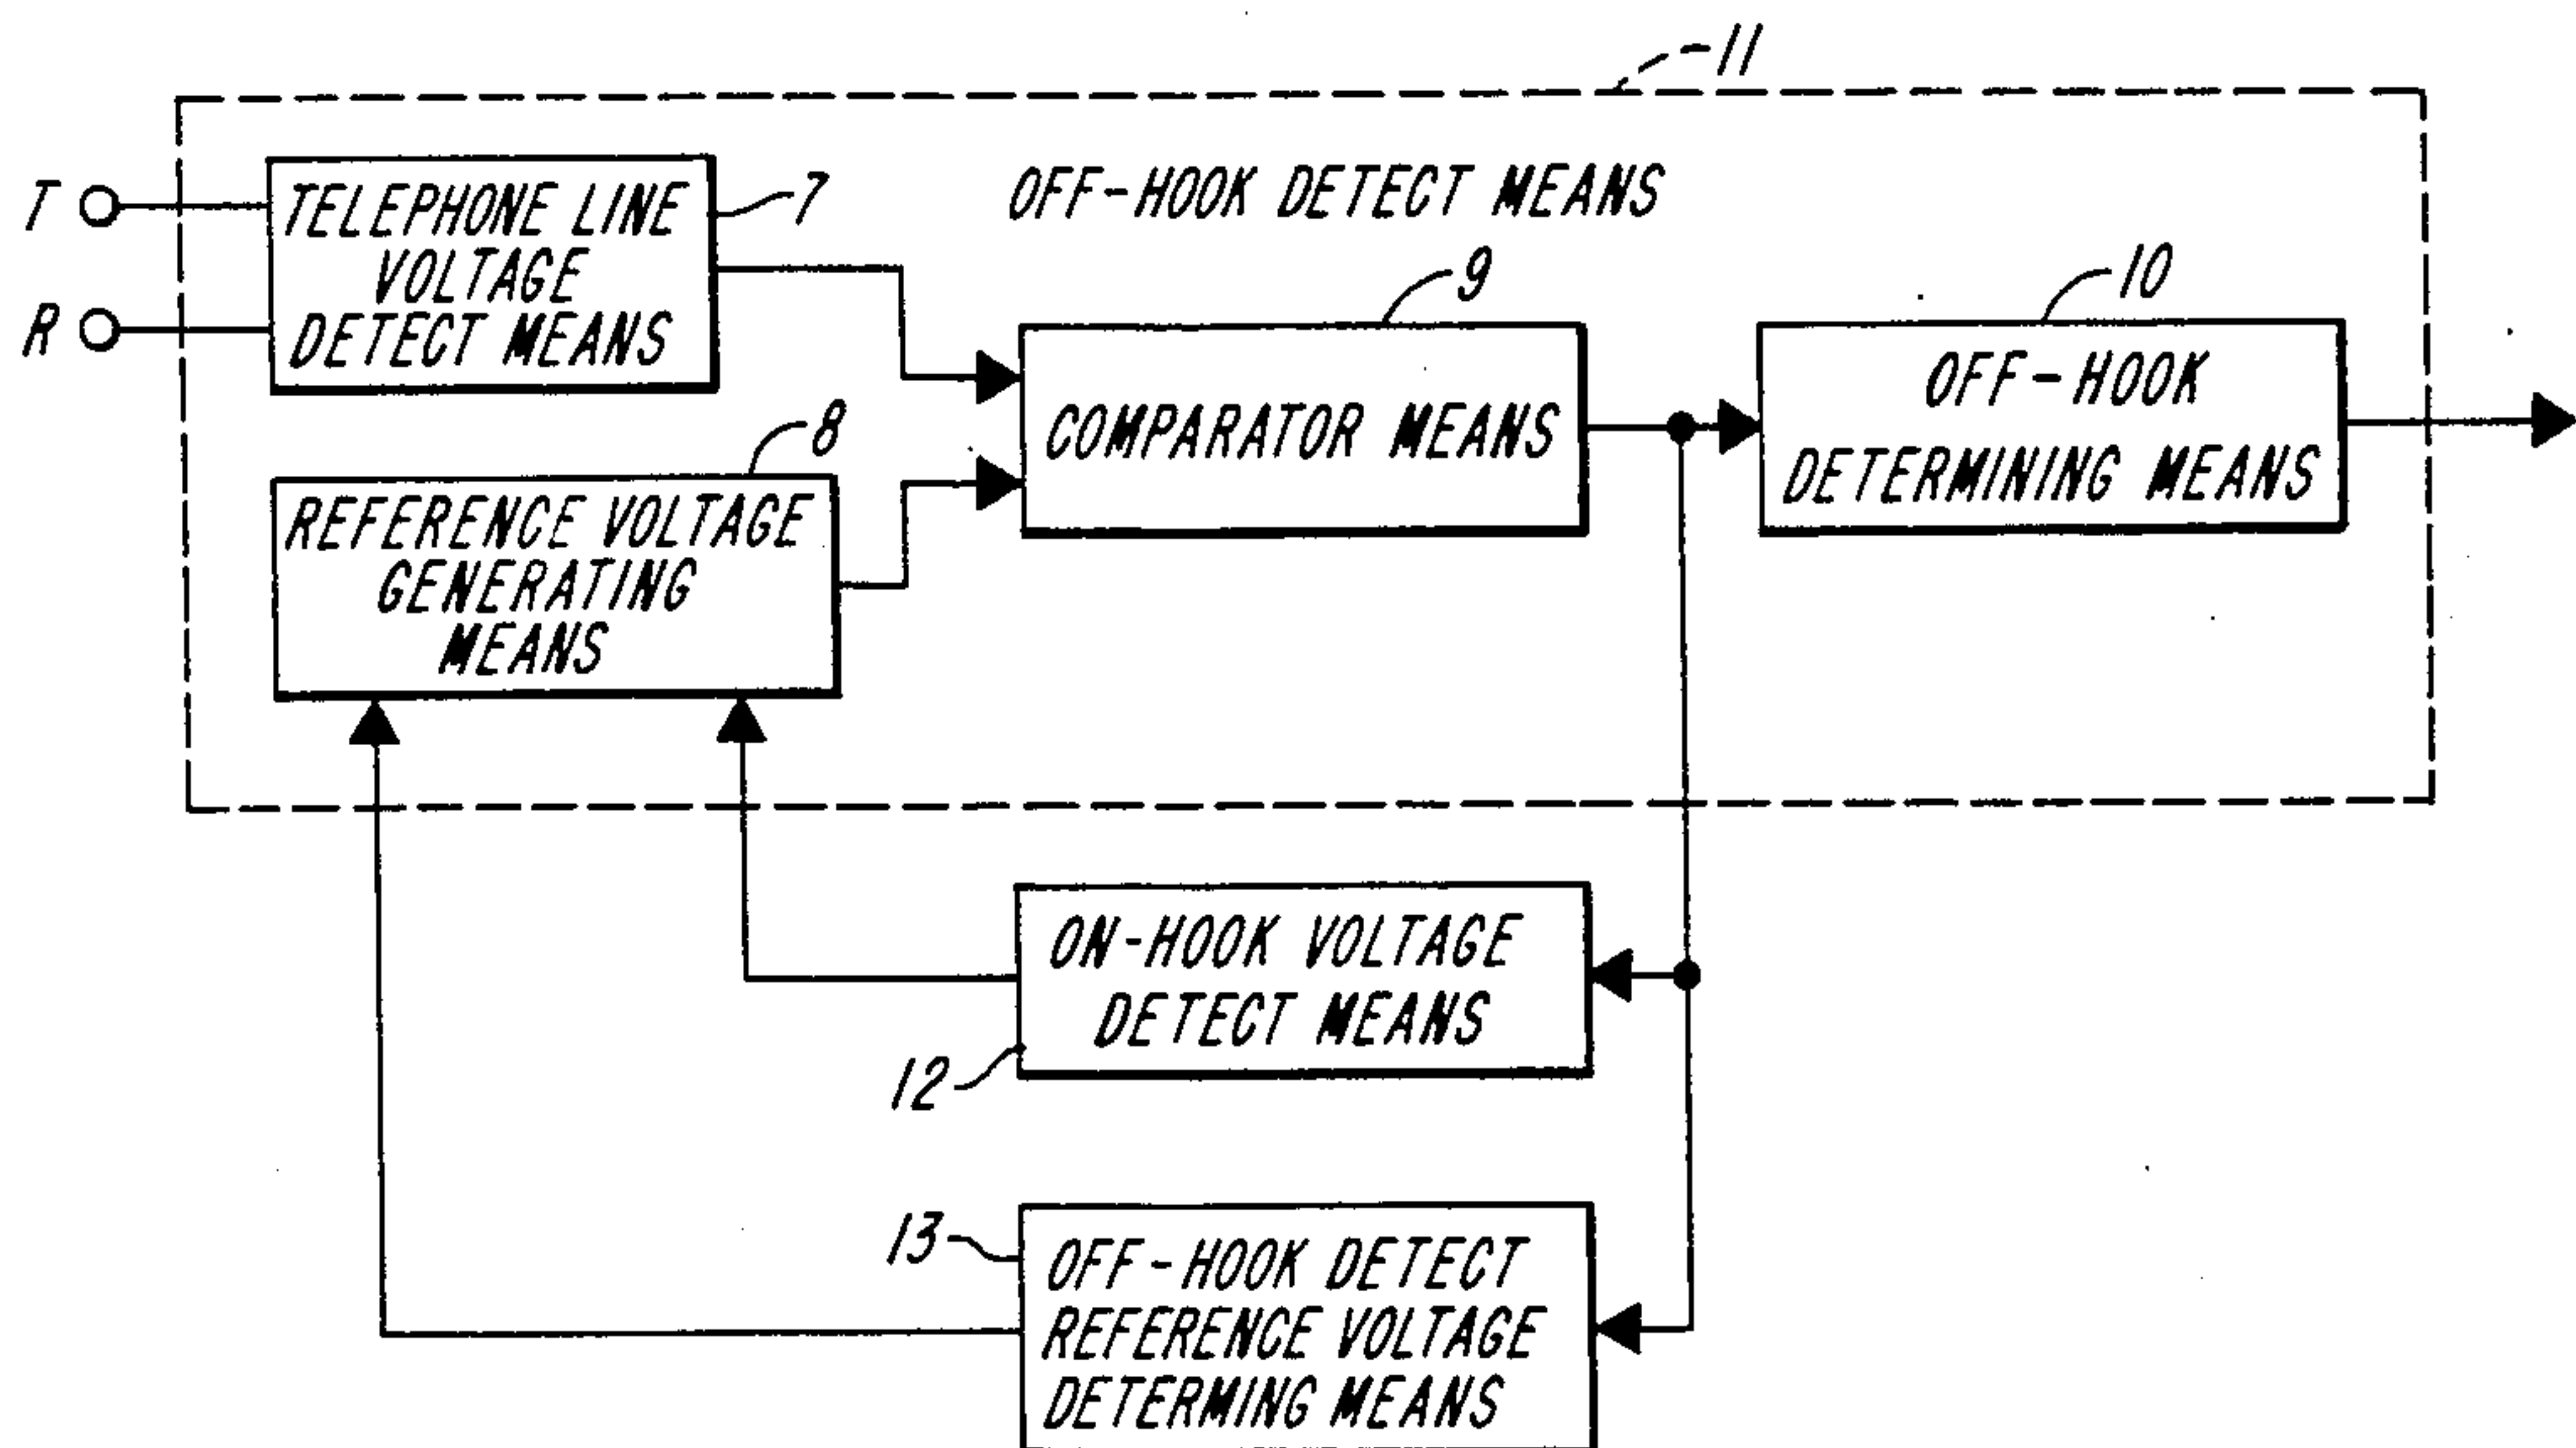 11
T
TELEPHONE LINE
VOLTAGE
DETECT MEANS
7
R
OFF-HOOK DETECT MEANS
8
REFERENCE VOLTAGE
GENERATING
MEANS
9
COMPARATOR MEANS
10
OFF-HOOK
DETERMINING MEANS
ON-HOOK VOLTAGE
DETECT MEANS
12
13
OFF-HOOK DETECT
REFERENCE VOLTAGE
DETERMING MEANS